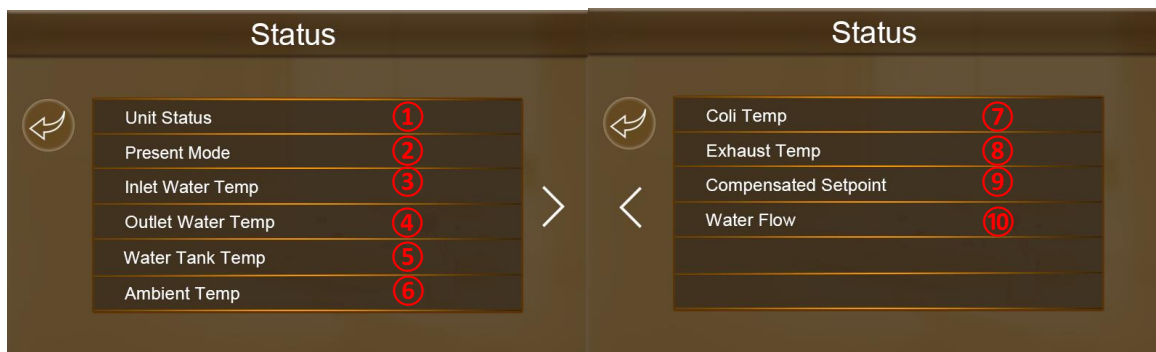 Status
Unit Status ①
Present Mode ②
Inlet Water Temp ③
Outlet Water Temp ④
Water Tank Temp ⑤
Ambient Temp ⑥
Status
Coli Temp ⑦
Exhaust Temp ⑧
Compensated Setpoint ⑨
Water Flow ⑩